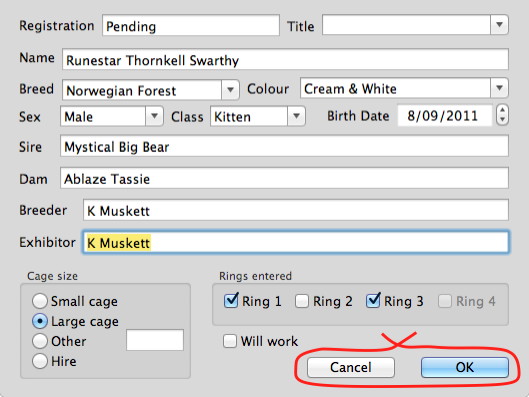 Registration Pending Title
Name Runestar Thornkell Swarthy
Breed Norwegian Forest Colour Cream & White
Sex Male Class Kitten Birth Date 8/09/2011
Sire Mystical Big Bear
Dam Ablaze Tassie
Breeder K Muskett
Exhibitor K Muskett
Cage size Rings entered
Small cage Ring 1 Ring 2 Ring 3 Ring 4
Large cage
Other Will work
Hire Cancel OK